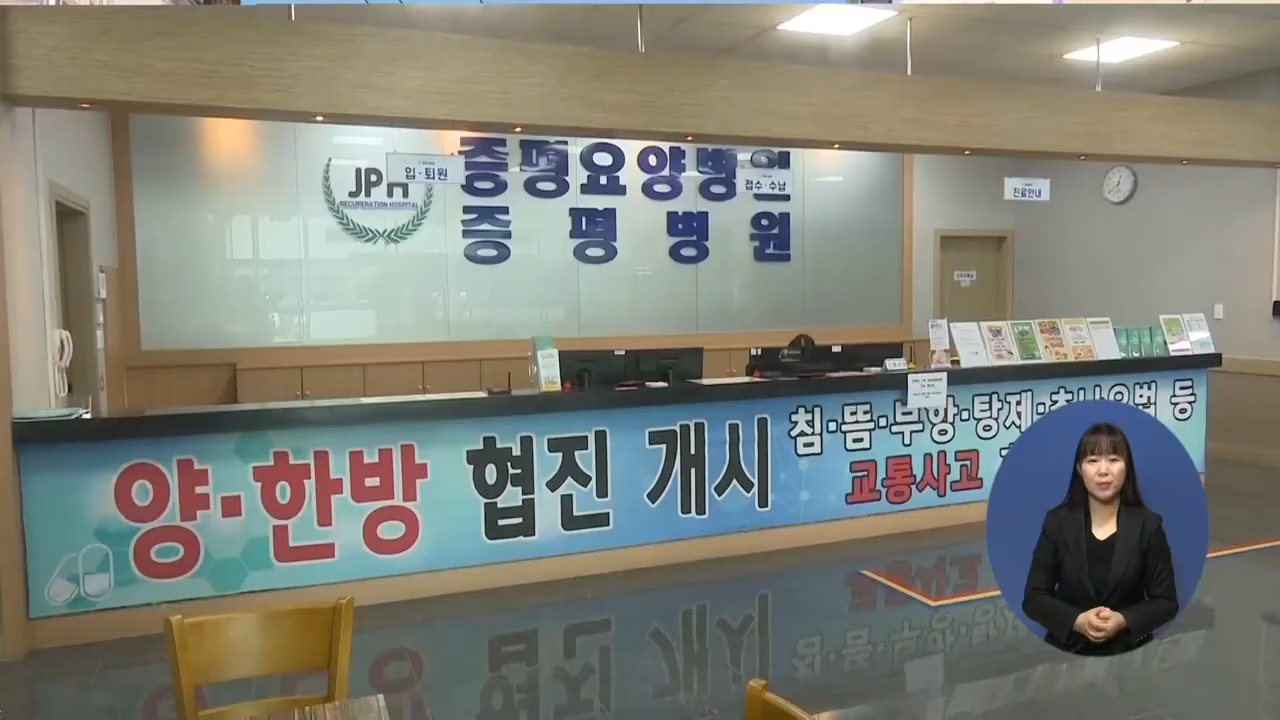 JPH
RECUPERATION HOSPITAL
입·퇴원
증평요양병원
접수·수납
증평병원
진료안내
양·한방 협진 개시
침·뜸·부항·탕제·추나요법 등
교통사고